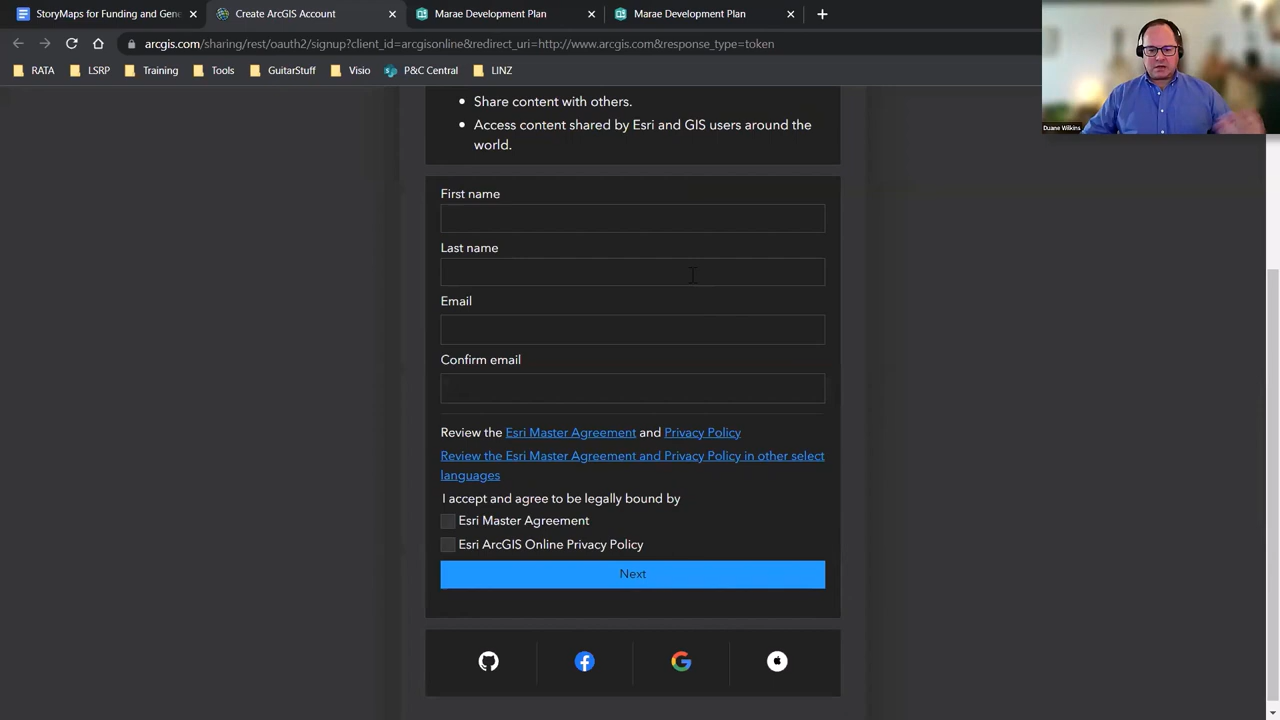 StoryMaps for Funding and Gen
Create ArcGIS Account
Marae Development Plan
Marae Development Plan
arcgis.com/sharing/rest/oauth2/signup?client_id=arcgisonline&redirect_uri=http://www.arcgis.com&response_type=token
RATA
LSRP
Training
Tools
GuitarStuff
Visio
P&C Central
LINZ
Duane Wilkins
Share content with others.
Access content shared by Esri and GIS users around the
world.
First name
Last name
Email
Confirm email
Review the Esri Master Agreement and Privacy Policy
Review the Esri Master Agreement and Privacy Policy in other select
languages
I accept and agree to be legally bound by
Esri Master Agreement
Esri ArcGIS Online Privacy Policy
Next